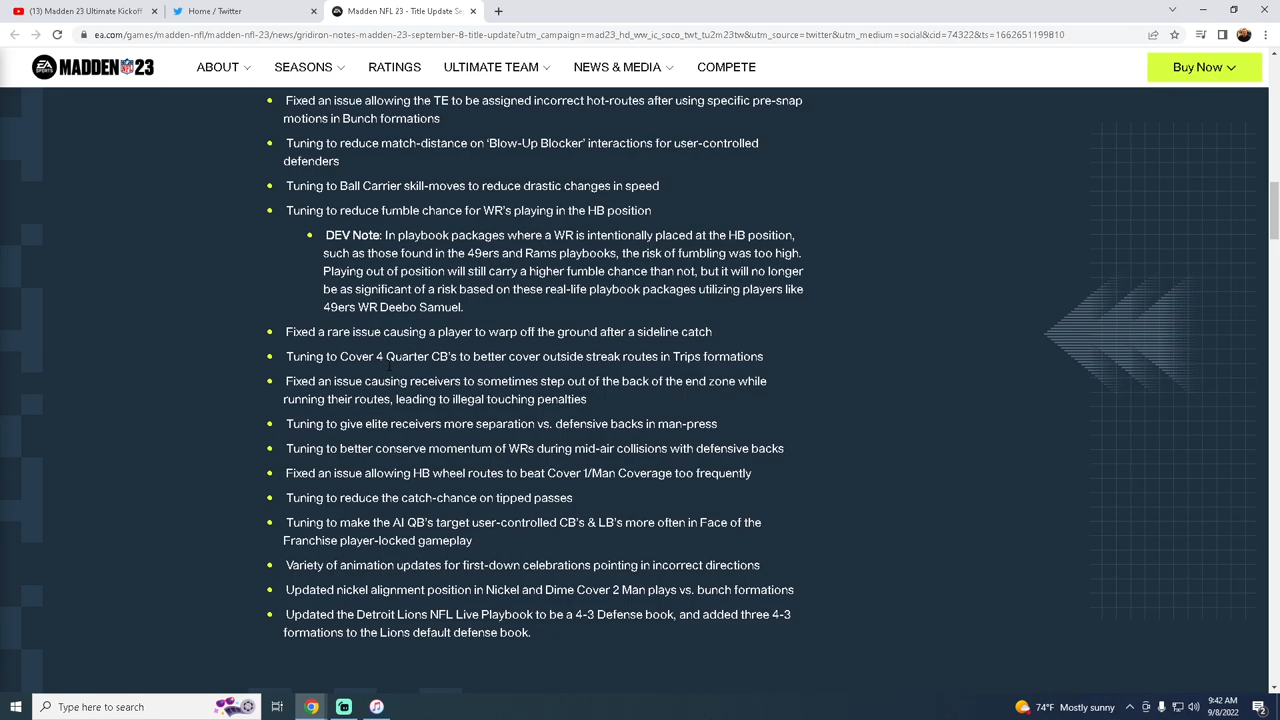 (13) Madden 23 Ultimate Kickoff
Home / Twitter
Madden NFL 23 - Title Update Se
ea.com/games/madden-nfl/madden-nfl-23/news/gridiron-notes-madden-23-september-8-title-update?utm_campaign=mad23_hd_ww_ic_soco_twt_tu2m23tw&utm_source=twitter&utm_medium=social&cid=74322&ts=1662651199810
EA SPORTS MADDEN NFL 23 ABOUT SEASONS RATINGS ULTIMATE TEAM NEWS & MEDIA COMPETE Buy Now
Fixed an issue allowing the TE to be assigned incorrect hot-routes after using specific pre-snap
motions in Bunch formations
Tuning to reduce match-distance on ‘Blow-Up Blocker’ interactions for user-controlled
defenders
Tuning to Ball Carrier skill-moves to reduce drastic changes in speed
Tuning to reduce fumble chance for WR's playing in the HB position
DEV Note: In playbook packages where a WR is intentionally placed at the HB position,
such as those found in the 49ers and Rams playbooks, the risk of fumbling was too high.
Playing out of position will still carry a higher fumble chance than not, but it will no longer
be as significant of a risk based on these real-life playbook packages utilizing players like
49ers WR Deebo Samuel.
Fixed a rare issue causing a player to warp off the ground after a sideline catch
Tuning to Cover 4 Quarter CB's to better cover outside streak routes in Trips formations
Fixed an issue causing receivers to sometimes step out of the back of the end zone while
running their routes, leading to illegal touching penalties
Tuning to give elite receivers more separation vs. defensive backs in man-press
Tuning to better conserve momentum of WRs during mid-air collisions with defensive backs
Fixed an issue allowing HB wheel routes to beat Cover 1/Man Coverage too frequently
Tuning to reduce the catch-chance on tipped passes
Tuning to make the AI QB's target user-controlled CB's & LB's more often in Face of the
Franchise player-locked gameplay
Variety of animation updates for first-down celebrations pointing in incorrect directions
Updated nickel alignment position in Nickel and Dime Cover 2 Man plays vs. bunch formations
Updated the Detroit Lions NFL Live Playbook to be a 4-3 Defense book, and added three 4-3
formations to the Lions default defense book.
Type here to search
74°F Mostly sunny
9:42 AM
9/8/2022
2